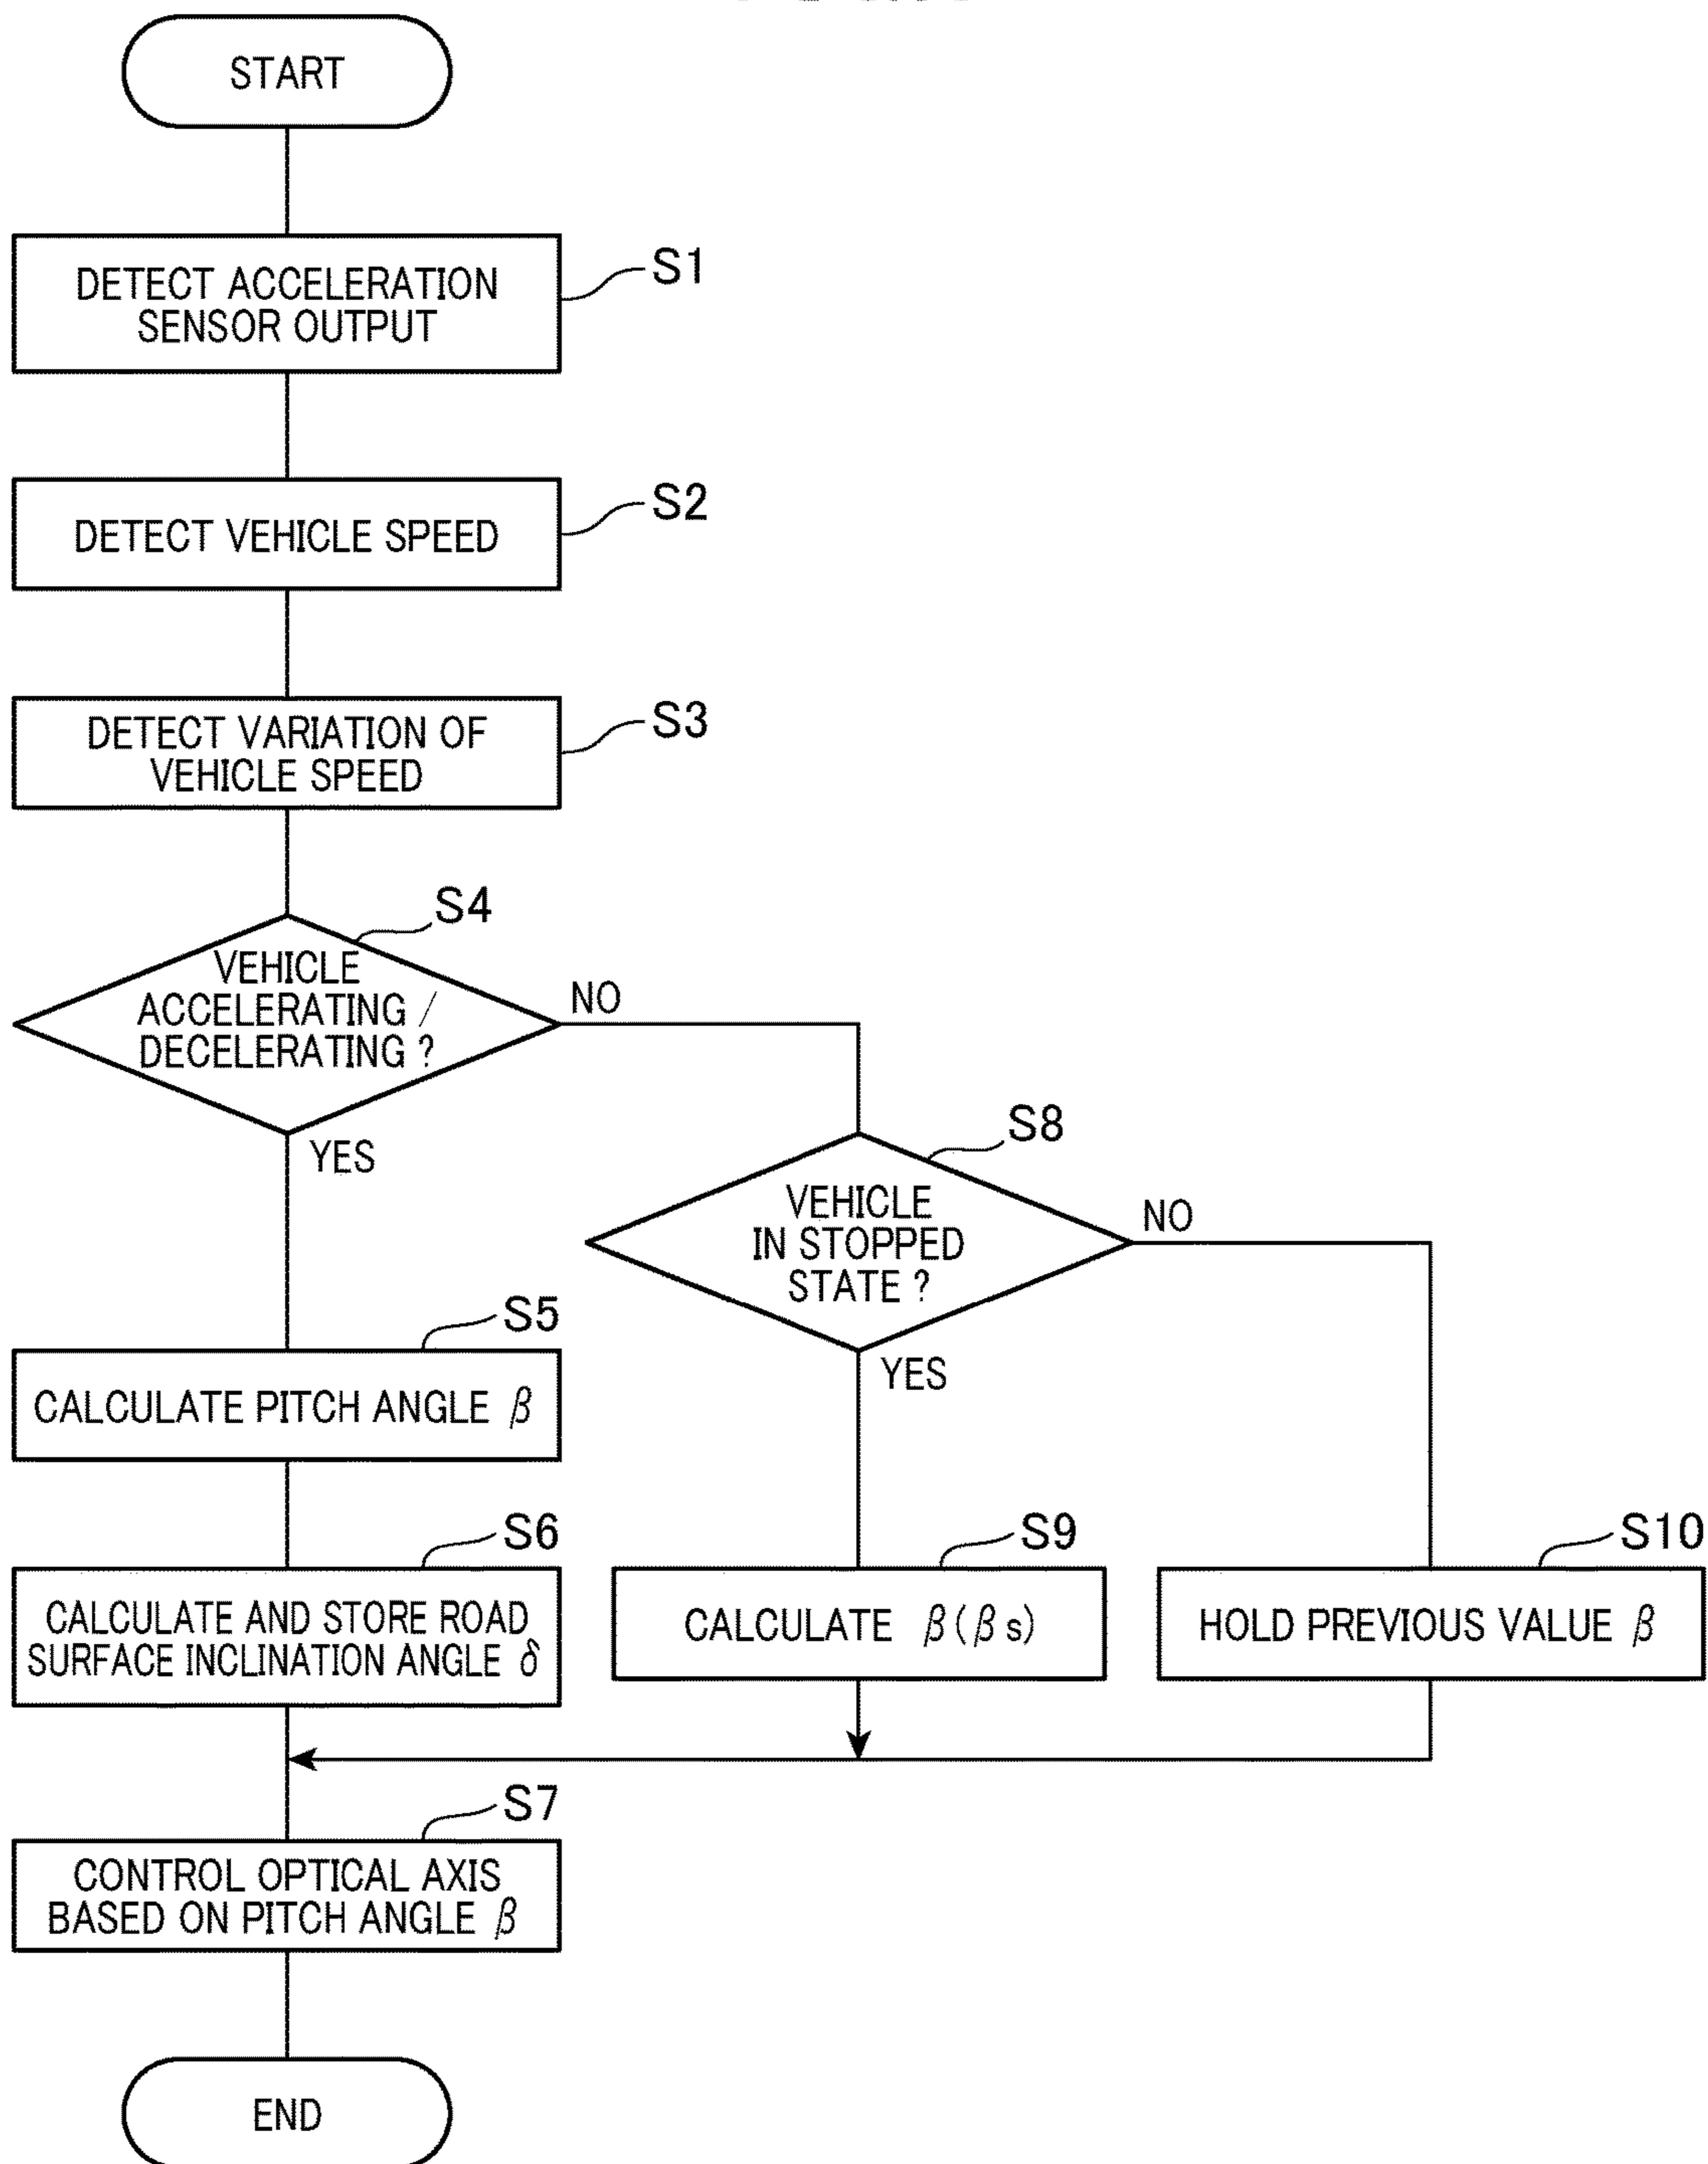 START
DETECT ACCELERATION
SENSOR OUTPUT
S1
DETECT VEHICLE SPEED
S2
DETECT VARIATION OF
VEHICLE SPEED
S3
S4
VEHICLE
ACCELERATING /
DECELERATING ?
NO
YES
S8
VEHICLE
IN STOPPED
STATE ?
NO
YES
S5
CALCULATE PITCH ANGLE β
S6
CALCULATE AND STORE ROAD
SURFACE INCLINATION ANGLE δ
S9
CALCULATE β(βs)
S10
HOLD PREVIOUS VALUE β
S7
CONTROL OPTICAL AXIS
BASED ON PITCH ANGLE β
END